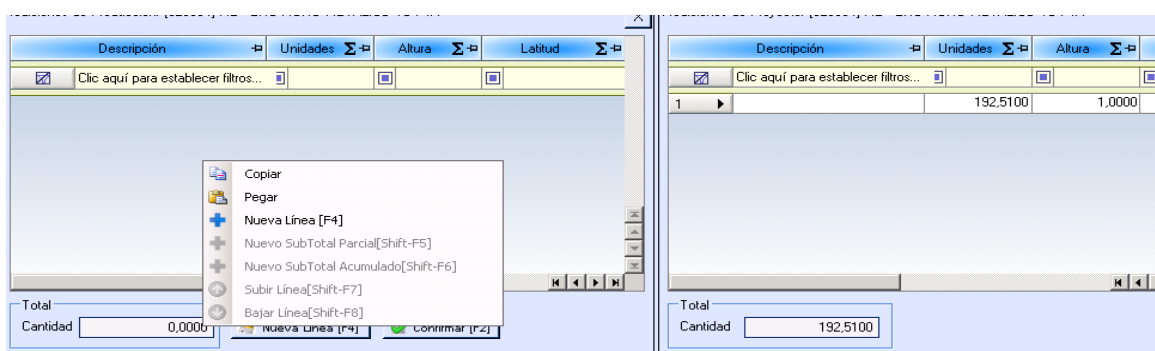 Descripción Unidades Σ Altura Σ Latitud Σ
Clic aquí para establecer filtros...
Copiar
Pegar
Nueva Línea [F4]
Nuevo SubTotal Parcial[Shift-F5]
Nuevo SubTotal Acumulado[Shift-F6]
Subir Línea[Shift-F7]
Bajar Línea[Shift-F8]
Total
Cantidad 0,0000
Nueva Línea [F4] Confirmar [F2]
Descripción Unidades Σ Altura Σ
Clic aquí para establecer filtros...
1 192,5100 1,0000
Total
Cantidad 192,5100